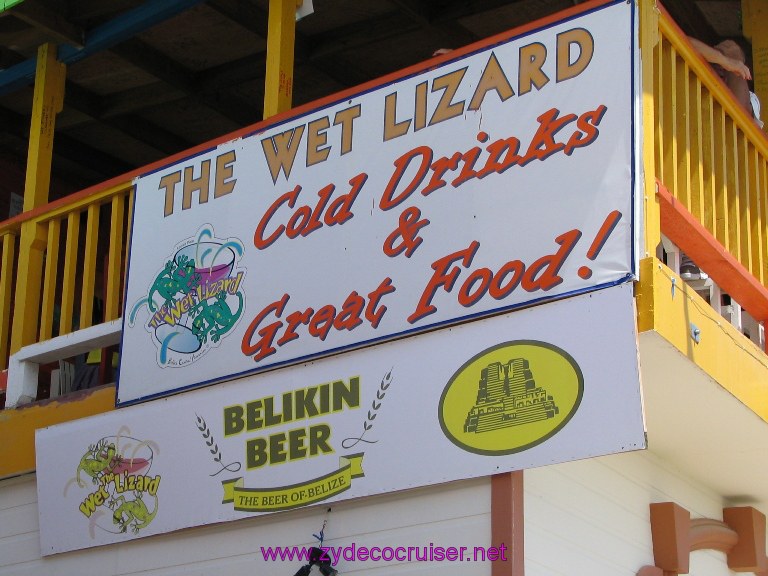 THE WET LIZARD
Cold Drinks
&
Great Food!
The
Wet Lizard
BELIKIN
BEER
THE BEER OF BELIZE
The
Wet Lizard
www.zydecocruiser.net